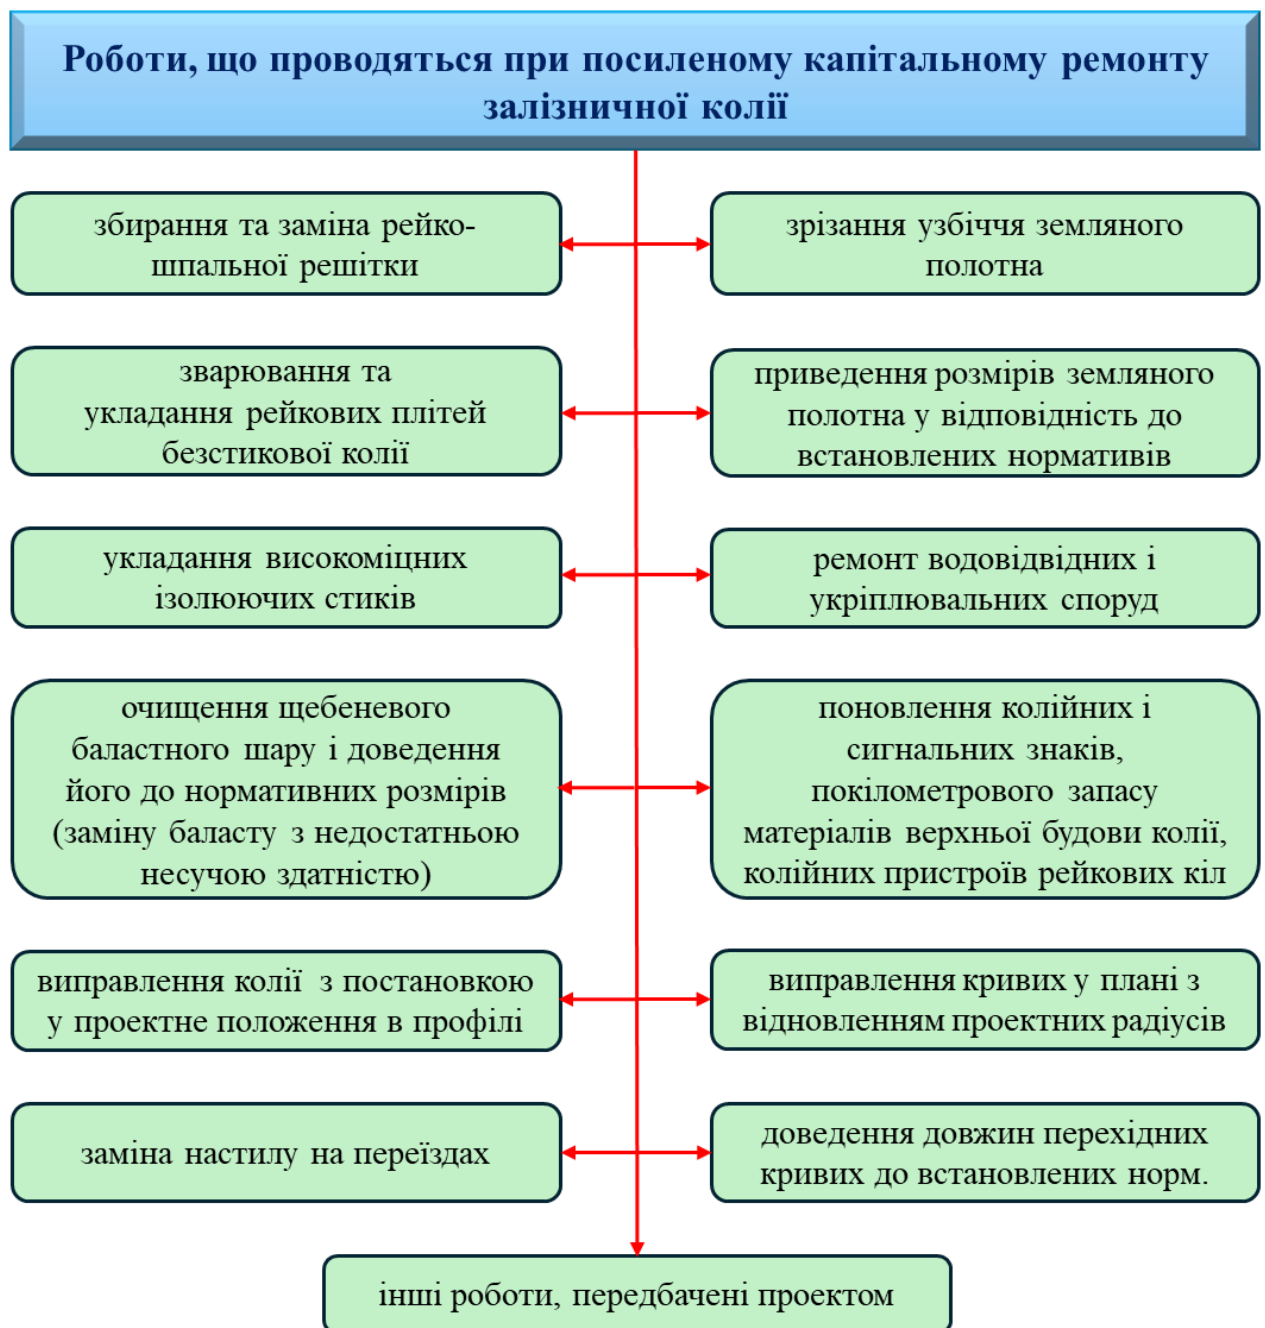 Роботи, що проводяться при посиленому капітальному ремонту
залізничної колії
збирання та заміна рейко-
шпальної решітки
зрізання узбіччя земляного
полотна
зварювання та
укладання рейкових плітей
безстикової колії
приведення розмірів земляного
полотна у відповідність до
встановлених нормативів
укладання високоміцних
ізолюючих стиків
ремонт водовідвідних і
укріплювальних споруд
очищення щебеневого
баластного шару і доведення
його до нормативних розмірів
(заміну баласту з недостатньою
несучою здатністю)
поновлення колійних і
сигнальних знаків,
покілометрового запасу
матеріалів верхньої будови колії,
колійних пристроїв рейкових кіл
виправлення колії з постановкою
у проектне положення в профілі
виправлення кривих у плані з
відновленням проектних радіусів
заміна настилу на переїздах
доведення довжин перехідних
кривих до встановлених норм.
інші роботи, передбачені проектом